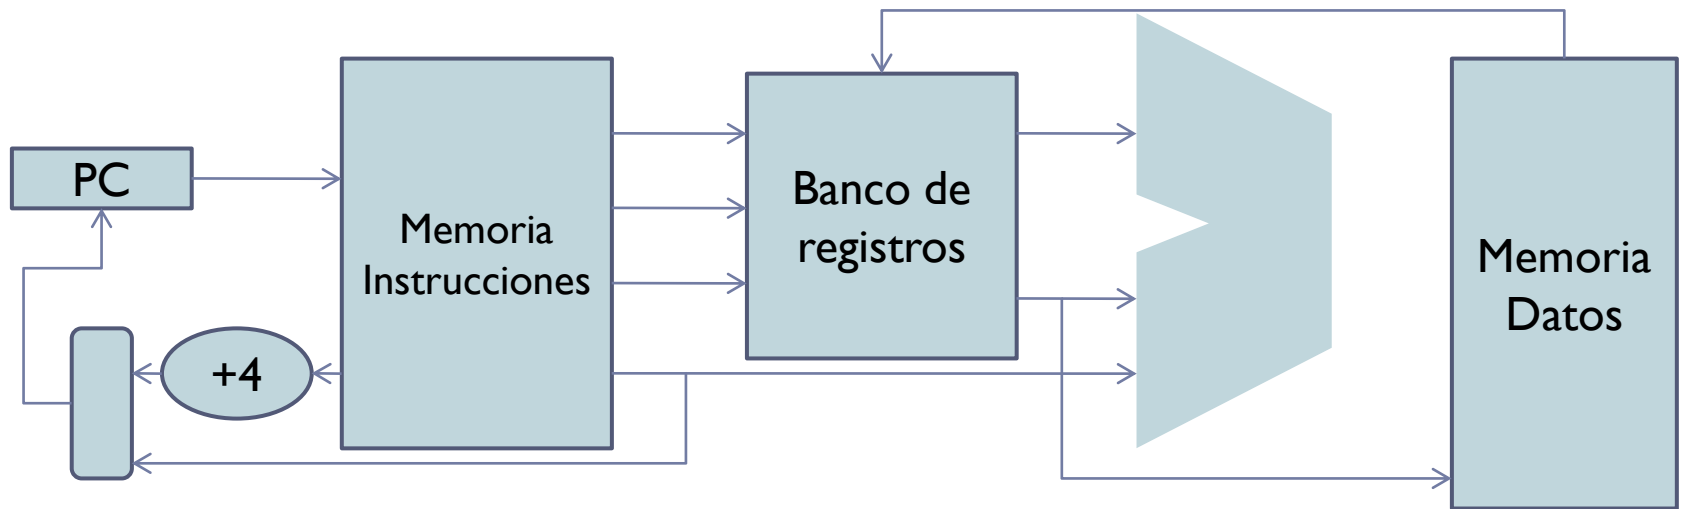 PC
+4
Memoria
Instrucciones
Banco de
registros
Memoria
Datos